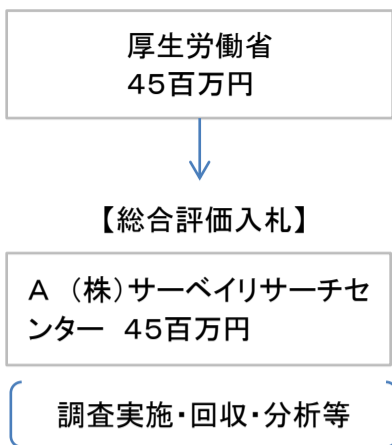 厚生労働省
４５百万円
【総合評価入札】
Ａ （株）サーベイリサーチセ
ンター ４５百万円
調査実施・回収・分析等